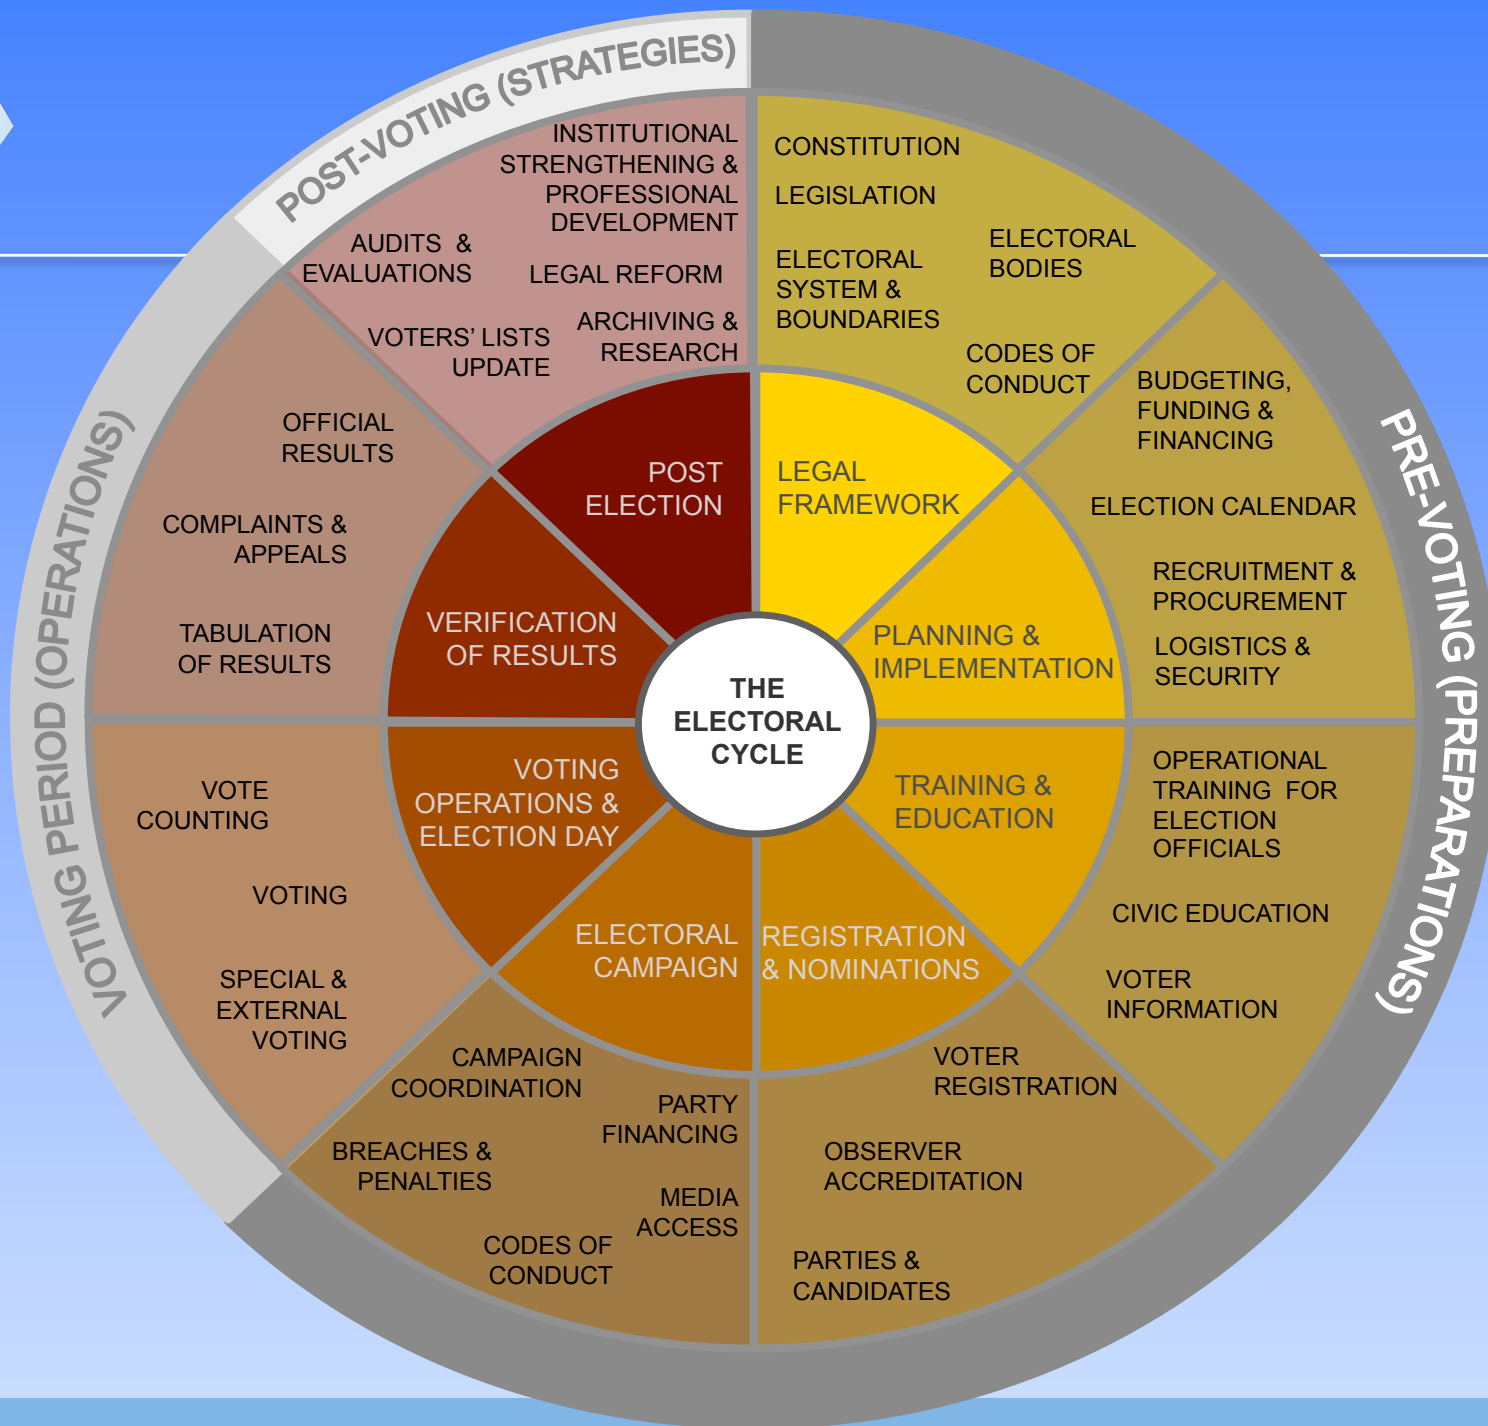 POST-VOTING (STRATEGIES)
PRE-VOTING (PREPARATIONS)
VOTING PERIOD (OPERATIONS)
THE
ELECTORAL
CYCLE
LEGAL
FRAMEWORK
CONSTITUTION
LEGISLATION
ELECTORAL
SYSTEM &
BOUNDARIES
ELECTORAL
BODIES
CODES OF
CONDUCT
PLANNING &
IMPLEMENTATION
BUDGETING,
FUNDING &
FINANCING
ELECTION CALENDAR
RECRUITMENT &
PROCUREMENT
LOGISTICS &
SECURITY
TRAINING &
EDUCATION
OPERATIONAL
TRAINING FOR
ELECTION
OFFICIALS
CIVIC EDUCATION
VOTER
INFORMATION
REGISTRATION
& NOMINATIONS
VOTER
REGISTRATION
OBSERVER
ACCREDITATION
PARTIES &
CANDIDATES
ELECTORAL
CAMPAIGN
CAMPAIGN
COORDINATION
PARTY
FINANCING
BREACHES &
PENALTIES
MEDIA
ACCESS
CODES OF
CONDUCT
VOTING
OPERATIONS &
ELECTION DAY
VOTE
COUNTING
VOTING
SPECIAL &
EXTERNAL
VOTING
VERIFICATION
OF RESULTS
OFFICIAL
RESULTS
COMPLAINTS &
APPEALS
TABULATION
OF RESULTS
POST
ELECTION
INSTITUTIONAL
STRENGTHENING &
PROFESSIONAL
DEVELOPMENT
AUDITS &
EVALUATIONS
LEGAL REFORM
VOTERS’ LISTS
UPDATE
ARCHIVING &
RESEARCH